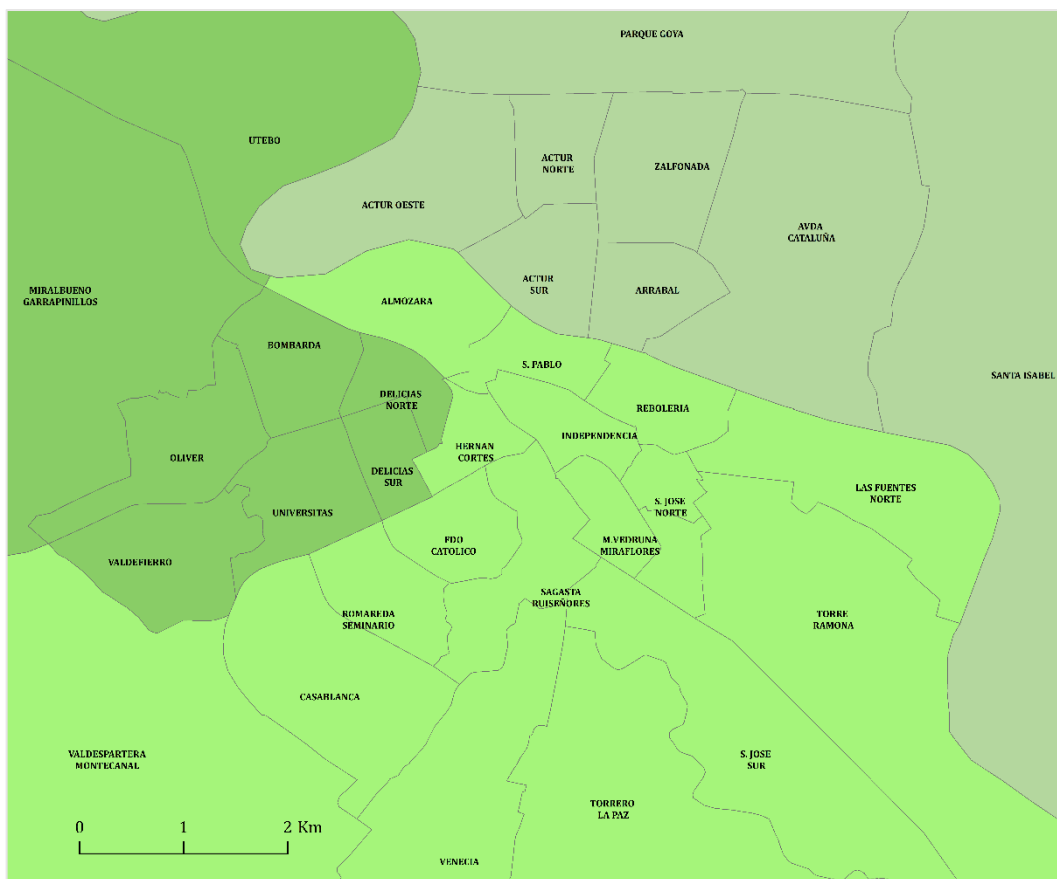 PARQUE GOYA
UTEBO
ACTUR
NORTE
ZALFONADA
ACTUR OESTE
AVDA
CATALUÑA
MIRALBUENO
GARRAPINILLOS
ACTUR
SUR
ARRABAL
ALMOZARA
BOMBARDA
S. PABLO
SANTA ISABEL
DELICIAS
NORTE
REBOLERIA
INDEPENDENCIA
HERNAN
CORTES
OLIVER
DELICIAS
SUR
LAS FUENTES
NORTE
S. JOSE
NORTE
UNIVERSITAS
FDO
CATOLICO
M.VEDRUNA
MIRAFLORES
VALDEFIERRO
SAGASTA
RUISEÑORES
ROMAREDA
SEMINARIO
TORRE
RAMONA
CASABLANCA
VALDESPARTERA
MONTECANAL
S. JOSE
SUR
TORRERO
LA PAZ
0 1 2 Km
VENECIA